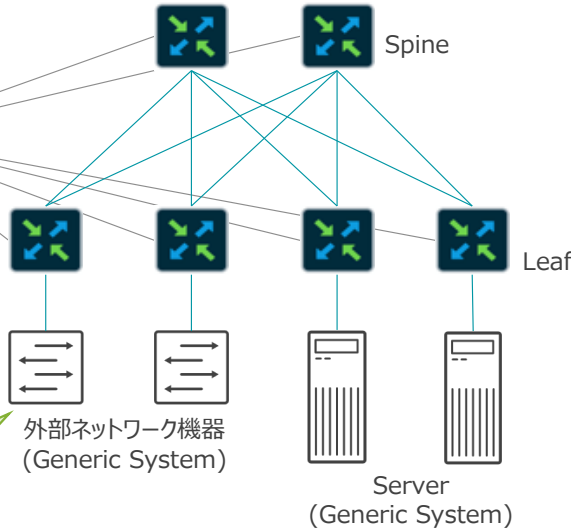 Spine
Leaf
外部ネットワーク機器
(Generic System)
Server
(Generic System)